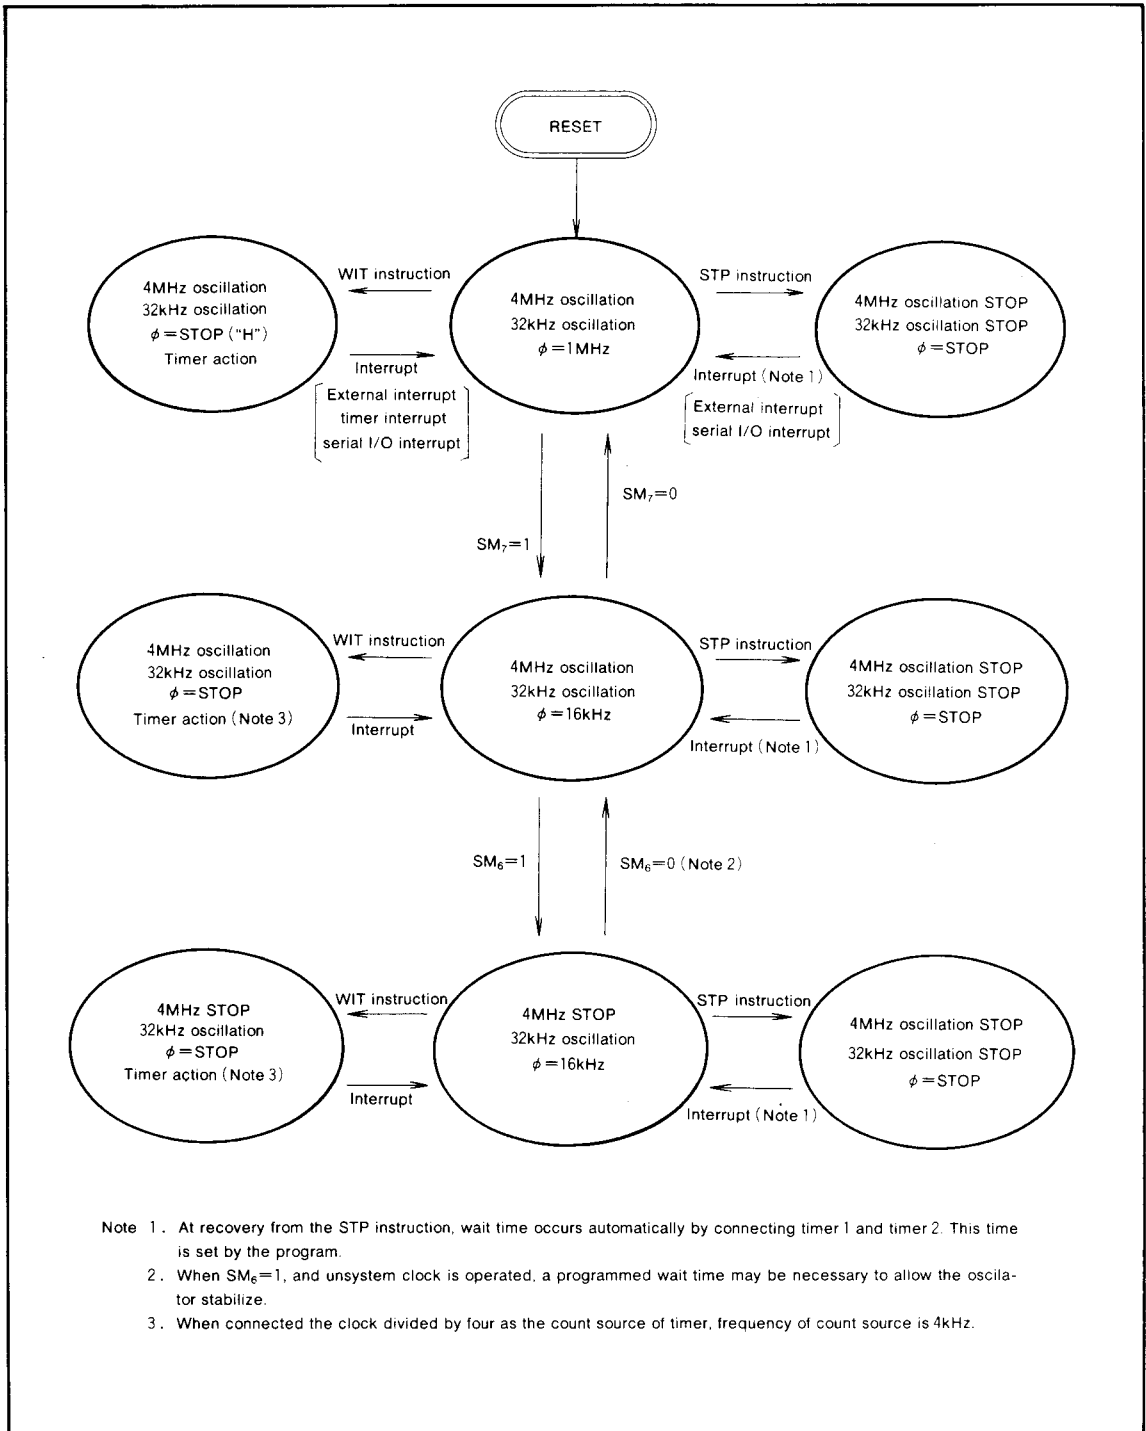 RESET
4MHz oscillation
32kHz oscillation
ϕ=STOP ("H")
Timer action
WIT instruction
Interrupt
External interrupt
timer interrupt
serial I/O interrupt
4MHz oscillation
32kHz oscillation
ϕ=1MHz
STP instruction
Interrupt (Note 1)
External interrupt
serial I/O interrupt
4MHz oscillation STOP
32kHz oscillation STOP
ϕ=STOP
SM₇=1
SM₇=0
4MHz oscillation
32kHz oscillation
ϕ=STOP
Timer action (Note 3)
WIT instruction
Interrupt
4MHz oscillation
32kHz oscillation
ϕ=16kHz
STP instruction
Interrupt (Note 1)
4MHz oscillation STOP
32kHz oscillation STOP
ϕ=STOP
SM₆=1
SM₆=0 (Note 2)
4MHz STOP
32kHz oscillation
ϕ=STOP
Timer action (Note 3)
WIT instruction
Interrupt
4MHz STOP
32kHz oscillation
ϕ=16kHz
STP instruction
Interrupt (Note 1)
4MHz oscillation STOP
32kHz oscillation STOP
ϕ=STOP
Note 1. At recovery from the STP instruction, wait time occurs automatically by connecting timer 1 and timer 2. This time
is set by the program.
2. When SM₆=1, and unsystem clock is operated, a programmed wait time may be necessary to allow the oscila-
tor stabilize.
3. When connected the clock divided by four as the count source of timer, frequency of count source is 4kHz.